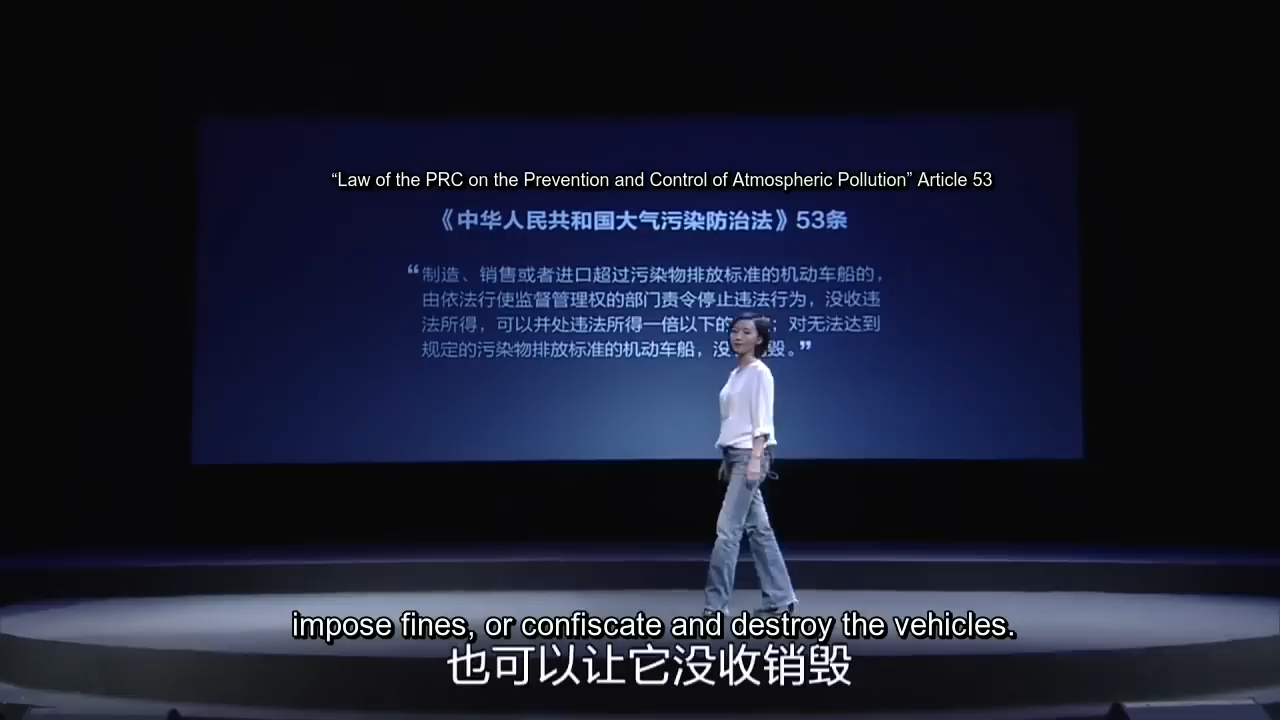 “Law of the PRC on the Prevention and Control of Atmospheric Pollution” Article 53
《中华人民共和国大气污染防治法》53条
“制造、销售或者进口超过污染物排放标准的机动车船的，
由依法行使监督管理权的部门责令停止违法行为，没收违
法所得，可以并处违法所得一倍以下的；对无法达到
规定的污染物排放标准的机动车船，没毁。”
impose fines, or confiscate and destroy the vehicles.
也可以让它没收销毁